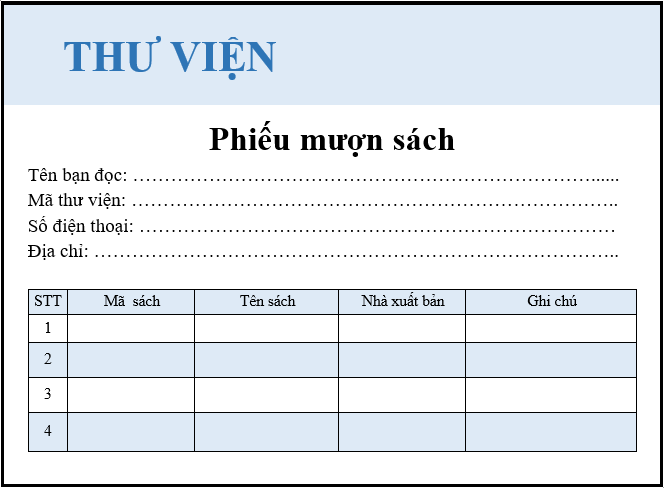 THƯ VIỆN
Phiếu mượn sách
Tên bạn đọc: …………………………………………………………………......
Mã thư viện: ……………………………………………………………………..
Số điện thoại: …………………………………………………………………
Địa chỉ: ………………………………………………………………………..
STT Mã sách Tên sách Nhà xuất bản Ghi chú
1
2
3
4